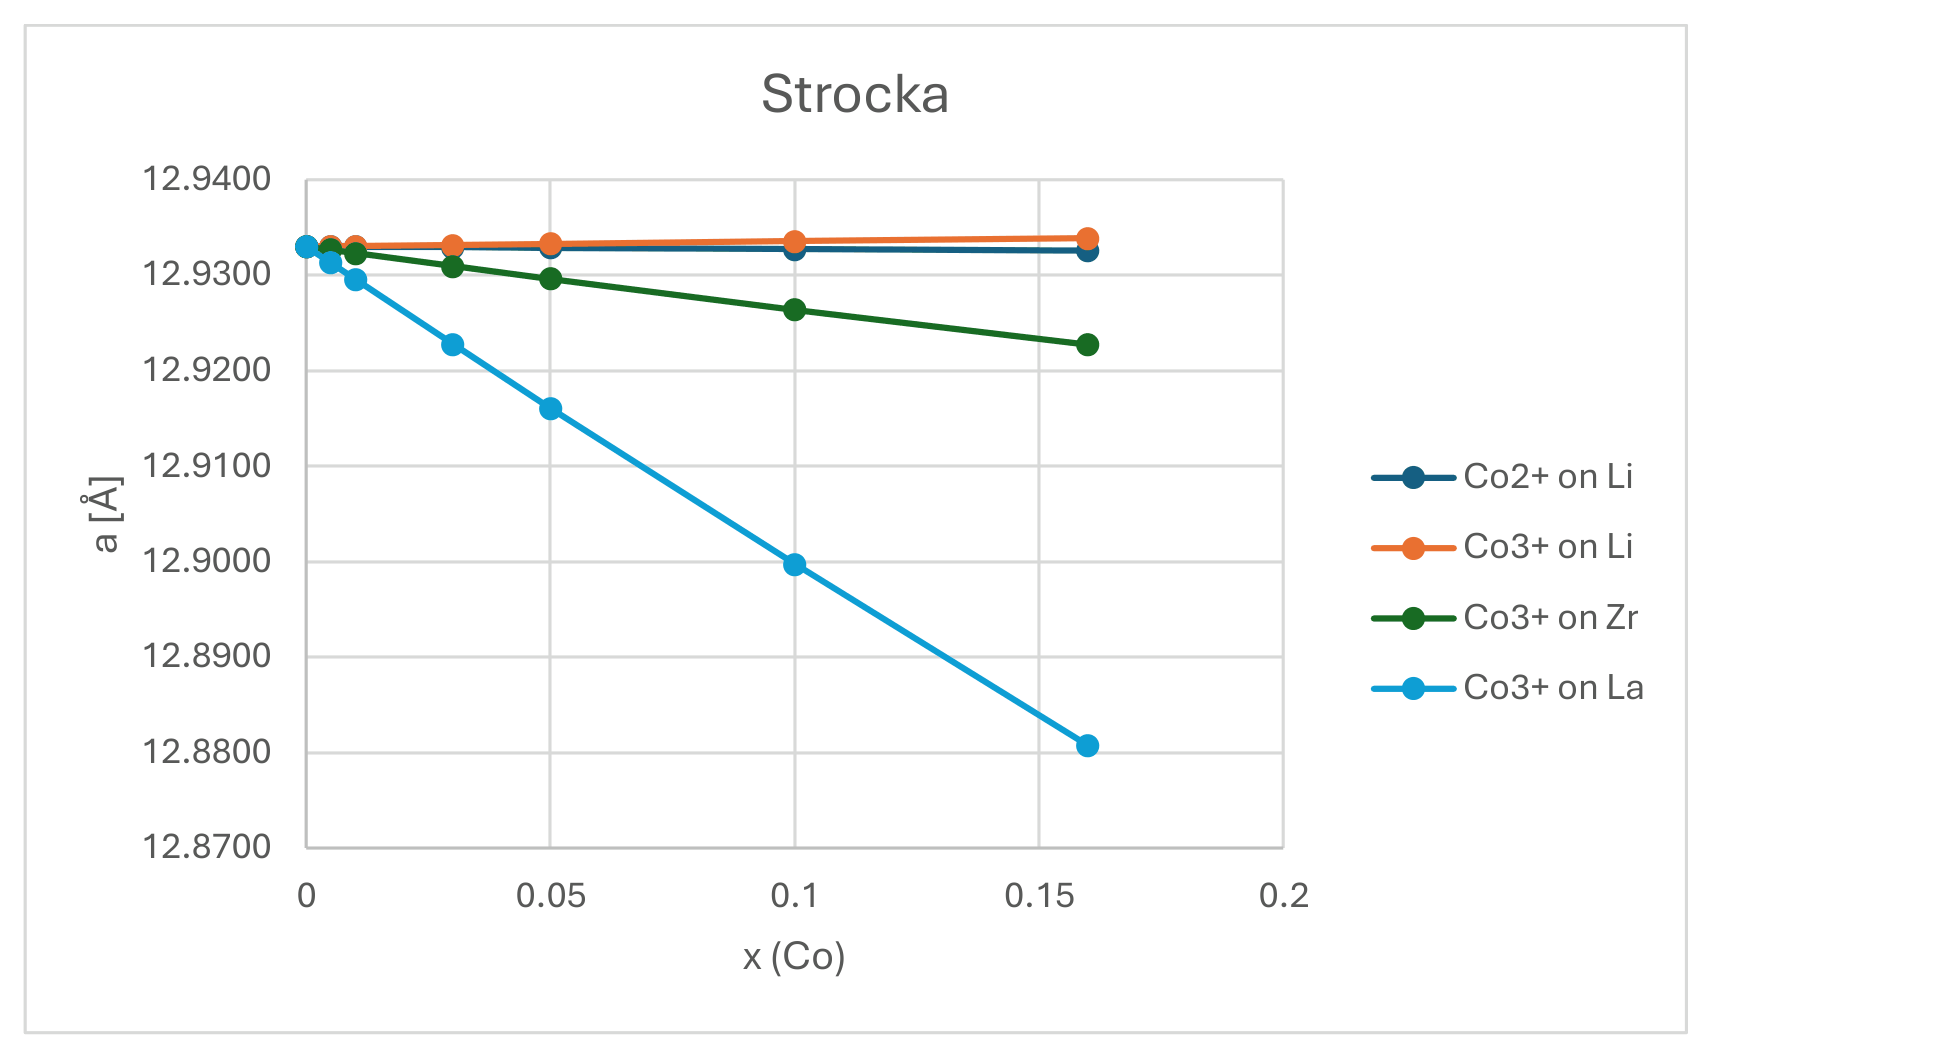 Strocka
12.9400
12.9300
12.9200
12.9100
12.9000
12.8900
12.8800
12.8700
a [Å]
0 0.05 0.1 0.15 0.2
x (Co)
Co2+ on Li
Co3+ on Li
Co3+ on Zr
Co3+ on La